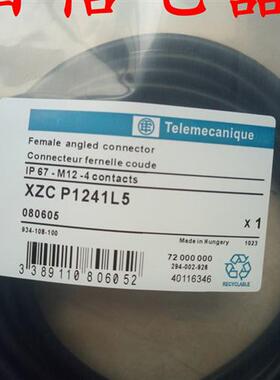 Telemecanique
Female angled connector
Connecteur femelle coude
IP 67 - M12 -4 contacts
XZC P1241L5
080605
x 1
934-108-100
Made in Hungary 1023
72 000 000
294-002-926
40116346
RECYCLABLE
RECYCLABLE
3 389110 806052